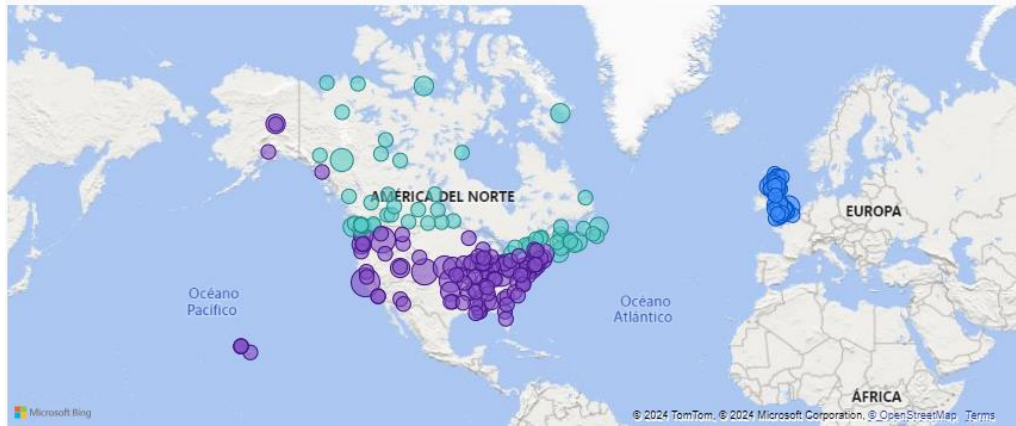 AMÉRICA DEL NORTE
EUROPA
Océano
Pacífico
Océano
Atlántico
ÁFRICA
Microsoft Bing
© 2024 TomTom, © 2024 Microsoft Corporation, © OpenStreetMap Terms